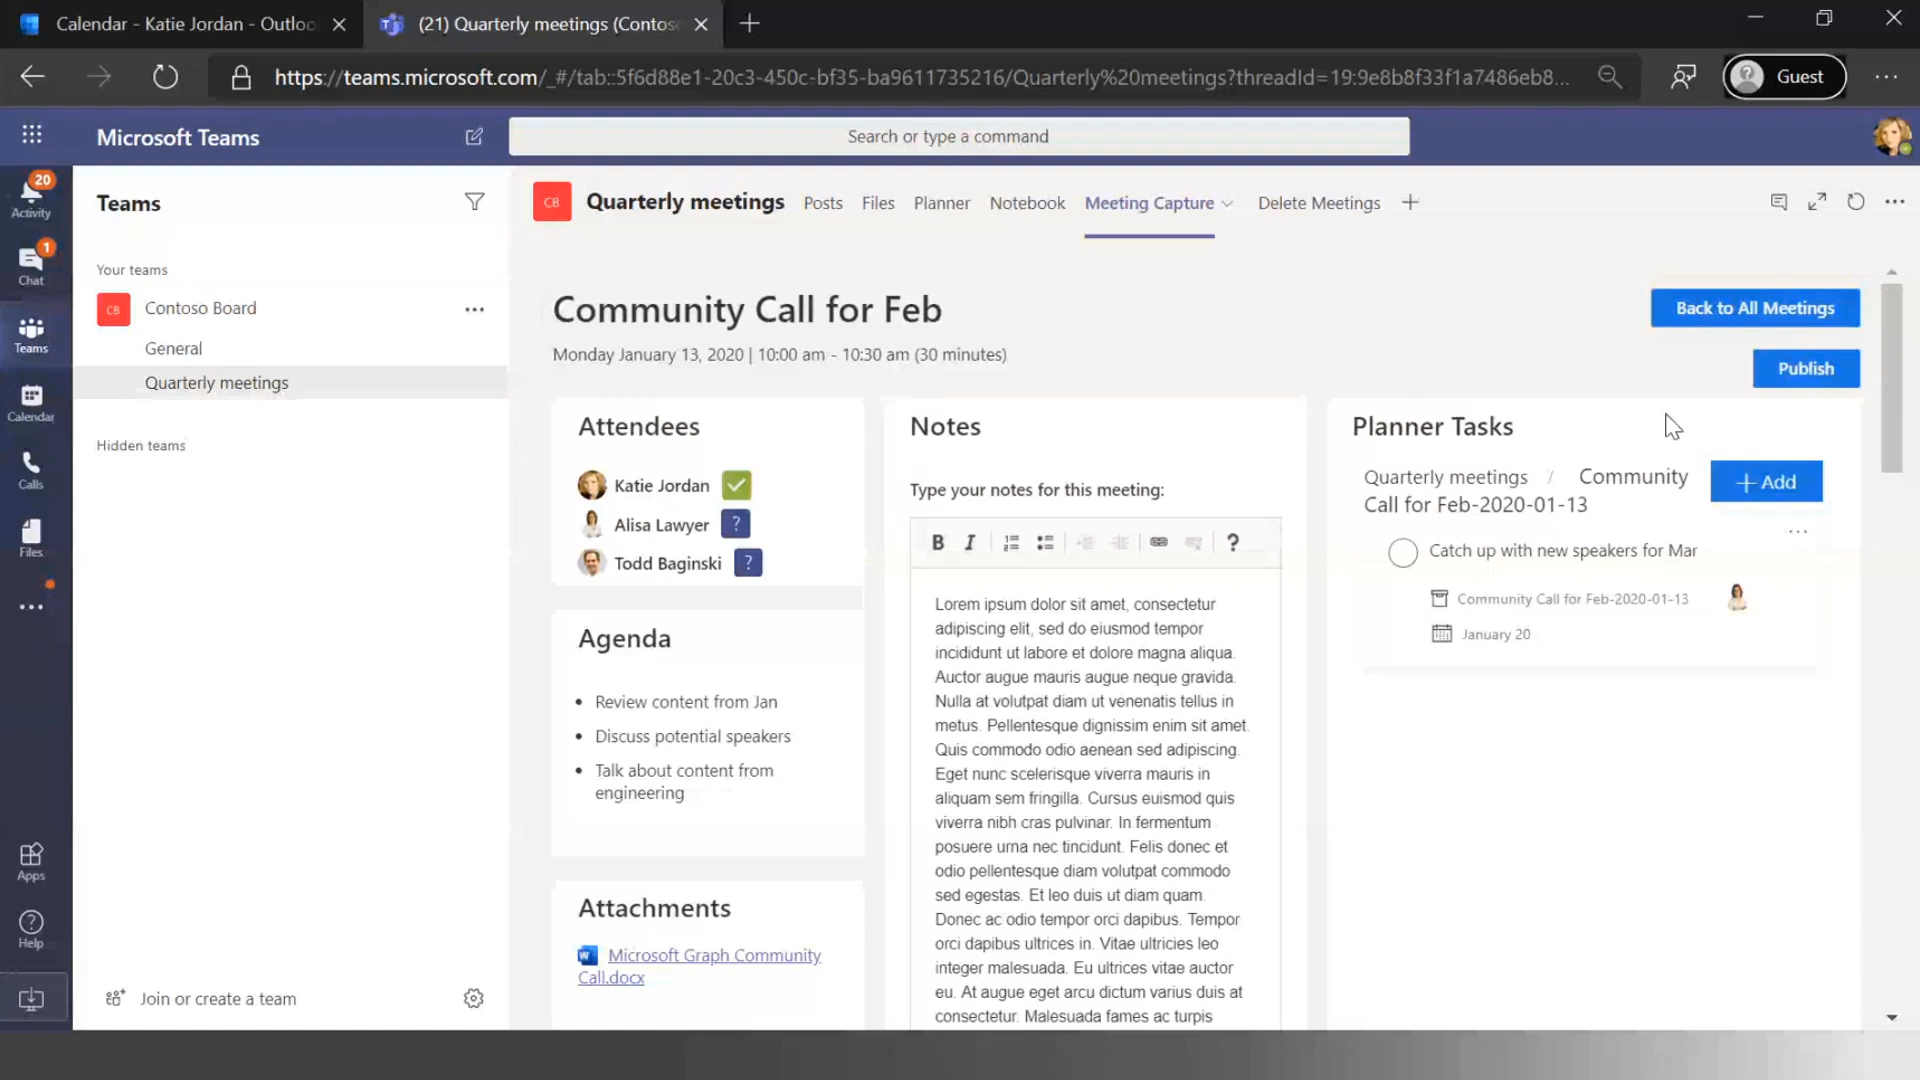 Calendar - Katie Jordan - Outloo
(21) Quarterly meetings (Contos
https://teams.microsoft.com/_#/tab::5f6d88e1-20c3-450c-bf35-ba9611735216/Quarterly%20meetings?threadId=19:9e8b8f33f1a7486eb8...
Guest
Microsoft Teams
Search or type a command
20
Activity
1
Chat
Teams
Calendar
Calls
Files
Apps
Help
Teams
Your teams
CB Contoso Board
General
Quarterly meetings
Hidden teams
Join or create a team
CB Quarterly meetings Posts Files Planner Notebook Meeting Capture Delete Meetings
Community Call for Feb
Monday January 13, 2020 | 10:00 am - 10:30 am (30 minutes)
Back to All Meetings
Publish
Attendees
Katie Jordan
Alisa Lawyer ?
Todd Baginski ?
Agenda
• Review content from Jan
• Discuss potential speakers
• Talk about content from
engineering
Attachments
Microsoft Graph Community
Call.docx
Notes
Type your notes for this meeting:
B I ?
Lorem ipsum dolor sit amet, consectetur
adipiscing elit, sed do eiusmod tempor
incididunt ut labore et dolore magna aliqua.
Auctor augue mauris augue neque gravida.
Nulla at volutpat diam ut venenatis tellus in
metus. Pellentesque dignissim enim sit amet.
Quis commodo odio aenean sed adipiscing.
Eget nunc scelerisque viverra mauris in
aliquam sem fringilla. Cursus euismod quis
viverra nibh cras pulvinar. In fermentum
posuere urna nec tincidunt. Felis donec et
odio pellentesque diam volutpat commodo
sed egestas. Et leo duis ut diam quam.
Donec ac odio tempor orci dapibus. Tempor
orci dapibus ultrices in. Vitae ultricies leo
integer malesuada. Eu ultrices vitae auctor
eu. At augue eget arcu dictum varius duis at
consectetur. Malesuada fames ac turpis
Planner Tasks
Quarterly meetings / Community
Call for Feb-2020-01-13
+ Add
Catch up with new speakers for Mar
Community Call for Feb-2020-01-13
January 20